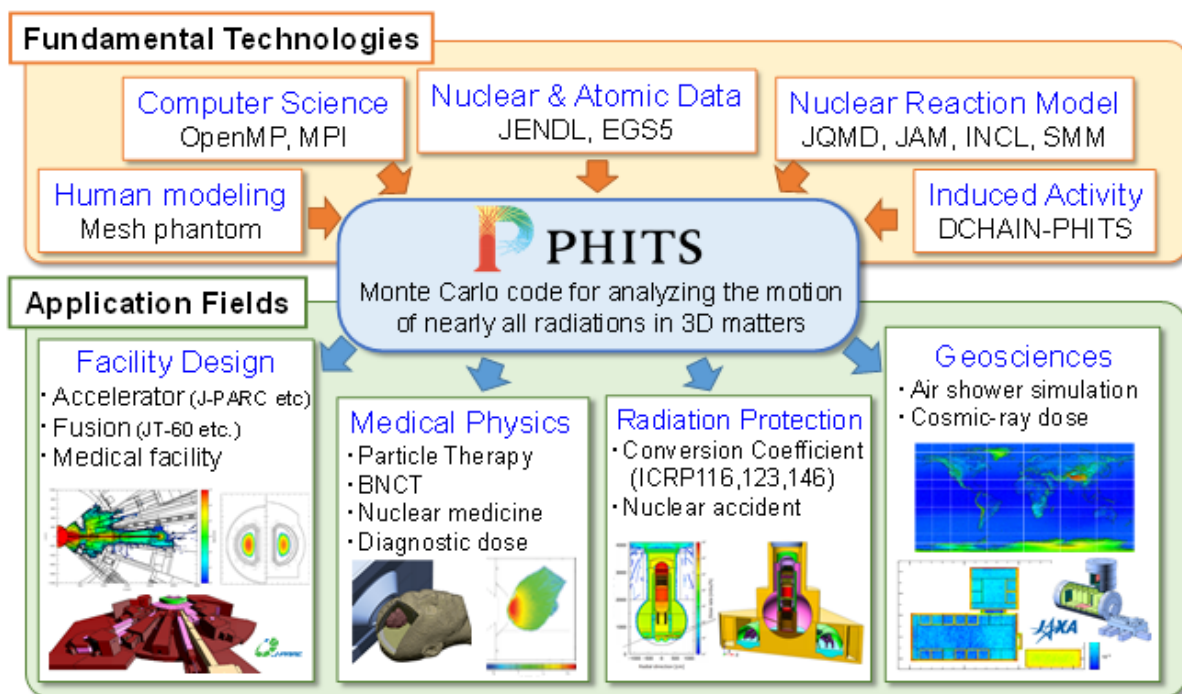 Fundamental Technologies
Computer Science
OpenMP, MPI
Nuclear & Atomic Data
JENDL, EGS5
Nuclear Reaction Model
JQMD, JAM, INCL, SMM
Human modeling
Mesh phantom
Induced Activity
DCHAIN-PHITS
PHITS
Monte Carlo code for analyzing the motion
of nearly all radiations in 3D matters
Application Fields
Facility Design
・Accelerator (J-PARC etc)
・Fusion (JT-60 etc.)
・Medical facility
J-PARC
Medical Physics
・Particle Therapy
・BNCT
・Nuclear medicine
・Diagnostic dose
Radiation Protection
・Conversion Coefficient
(ICRP116,123,146)
・Nuclear accident
Geosciences
・Air shower simulation
・Cosmic-ray dose
JAXA